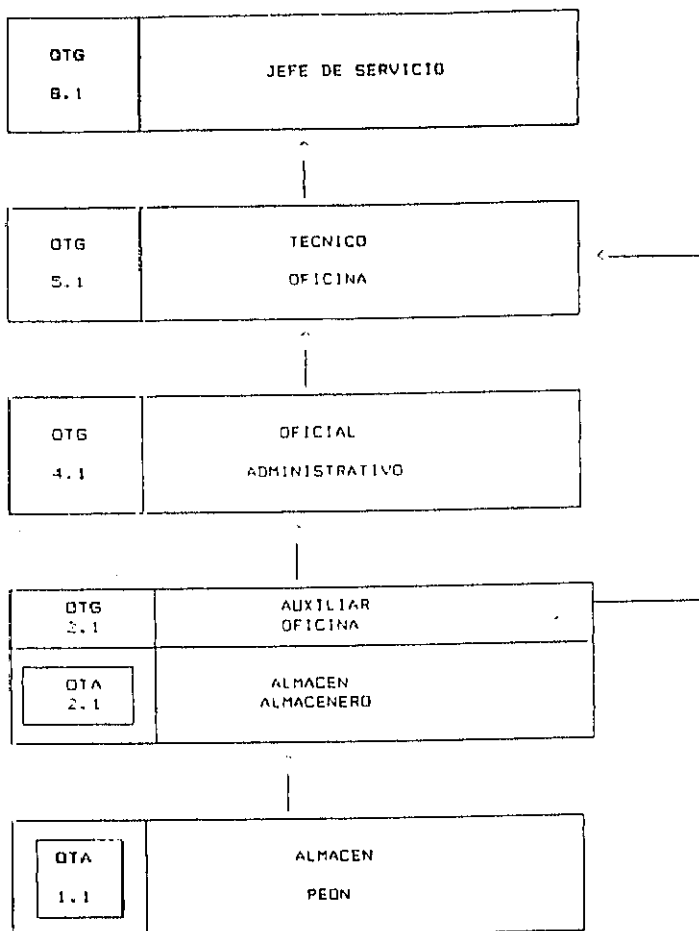 OTG
6.1
JEFE DE SERVICIO
OTG
5.1
TECNICO
OFICINA
OTG
4.1
OFICIAL
ADMINISTRATIVO
OTG
2.1
AUXILIAR
OFICINA
OTA
2.1
ALMACEN
ALMACENERO
OTA
1.1
ALMACEN
PEON